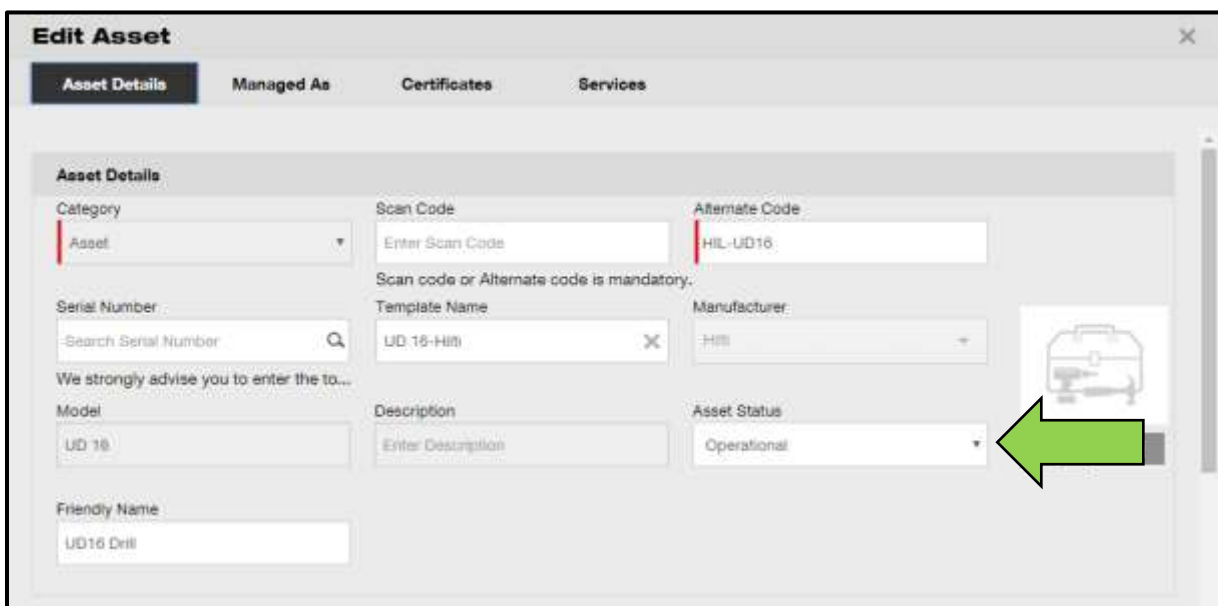 Edit Asset
Asset Details Managed As Certificates Services
Asset Details
Category Scan Code Alternate Code
Asset Enter Scan Code HIL-UD16
Scan code or Alternate code is mandatory.
Serial Number Template Name Manufacturer
Search Serial Number UD 16-Hilti Hilti
We strongly advise you to enter the to...
Model Description Asset Status
UD 16 Enter Description Operational
Friendly Name
UD16 Drill